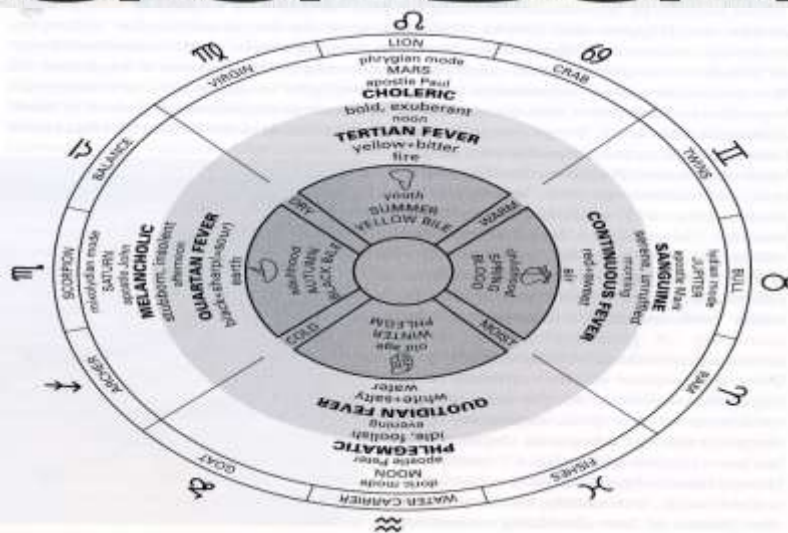 LION
CRAB
TWINS
BULL
RAM
FISHES
WATER CARRIER
GOAT
ARCHER
SCORPION
BALANCE
VIRGIN
phrygian mode
MARS
apostle Paul
CHOLERIC
bold, exuberant
noon
TERTIAN FEVER
yellow+bitter
fire
youth
SUMMER
YELLOW BILE
WARM
lydian mode
JUPITER
apostle Mark
SANGUINE
serene, unruffled
morning
CONTINUOUS FEVER
red+sweet
air
childhood
SPRING
BLOOD
MOIST
doric mode
MOON
apostle Peter
PHLEGMATIC
idle, foolish
evening
QUOTIDIAN FEVER
white+salty
water
old age
WINTER
PHLEGM
COLD
mixolydian mode
SATURN
apostle John
MELANCHOLIC
stubborn, insolent
afternoon
QUARTAN FEVER
black+sharp(=sour)
earth
adulthood
AUTUMN
BLACK BILE
DRY